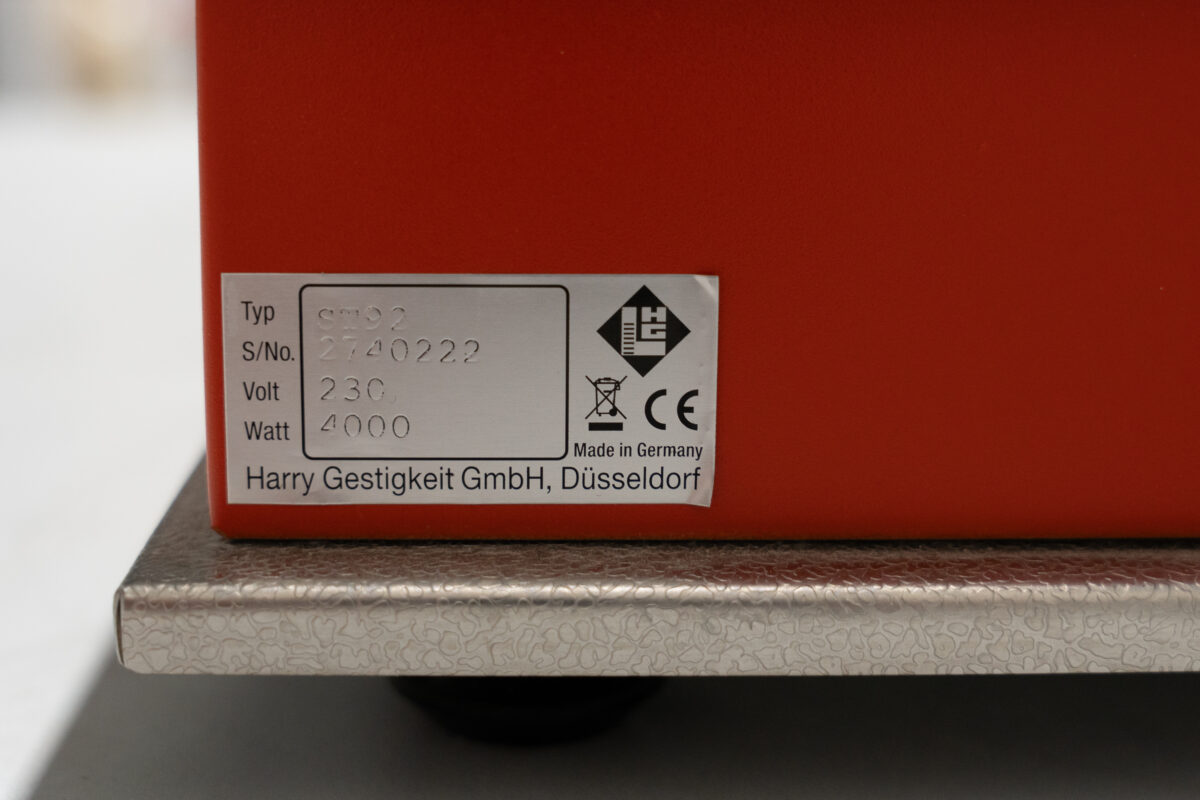 Typ ST92
S/No. 2740222
Volt 230
Watt 4000
HG
CE
Made in Germany
Harry Gestigkeit GmbH, Düsseldorf